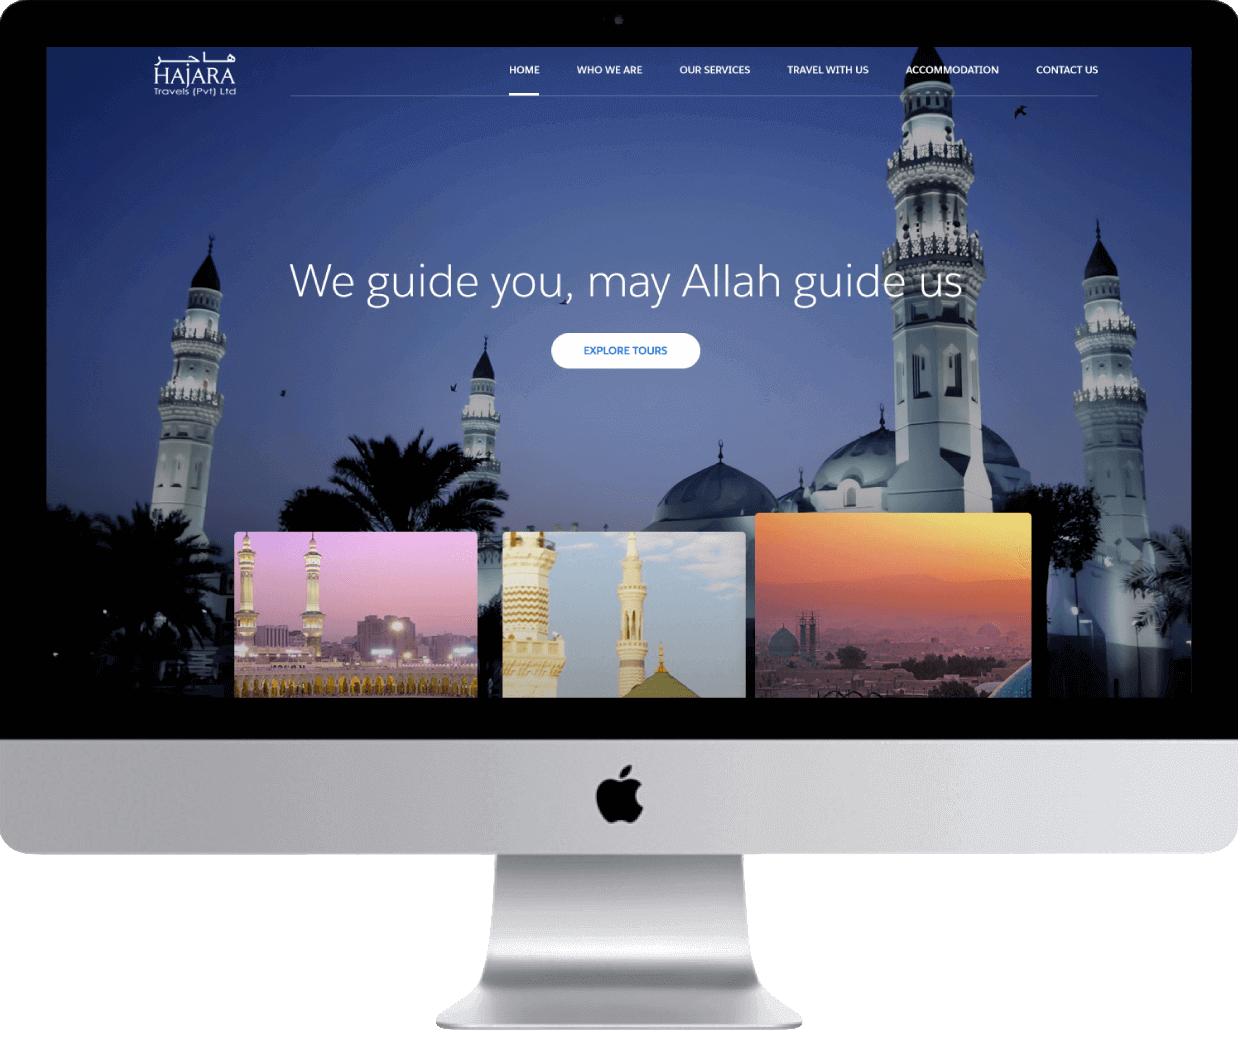 هاجر
HAJARA
Travels (Pvt) Ltd
HOME WHO WE ARE OUR SERVICES TRAVEL WITH US ACCOMMODATION CONTACT US
We guide you, may Allah guide us
EXPLORE TOURS